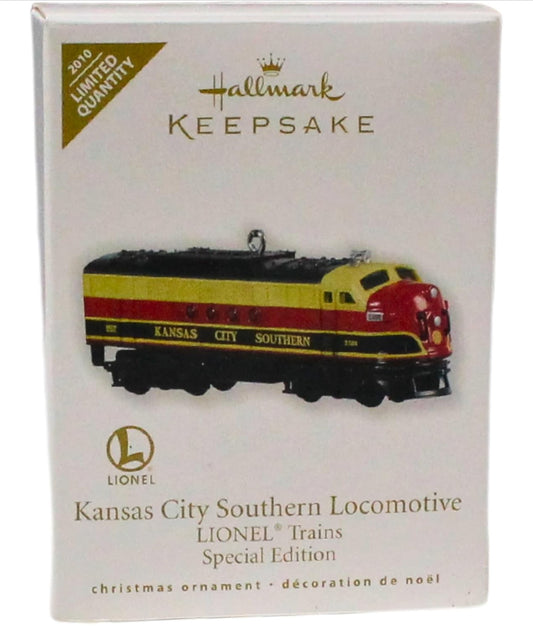 2010
LIMITED
QUANTITY
Hallmark
KEEPSAKE
KANSAS CITY SOUTHERN
L
LIONEL®
Kansas City Southern Locomotive
LIONEL® Trains
Special Edition
christmas ornament - décoration de noël